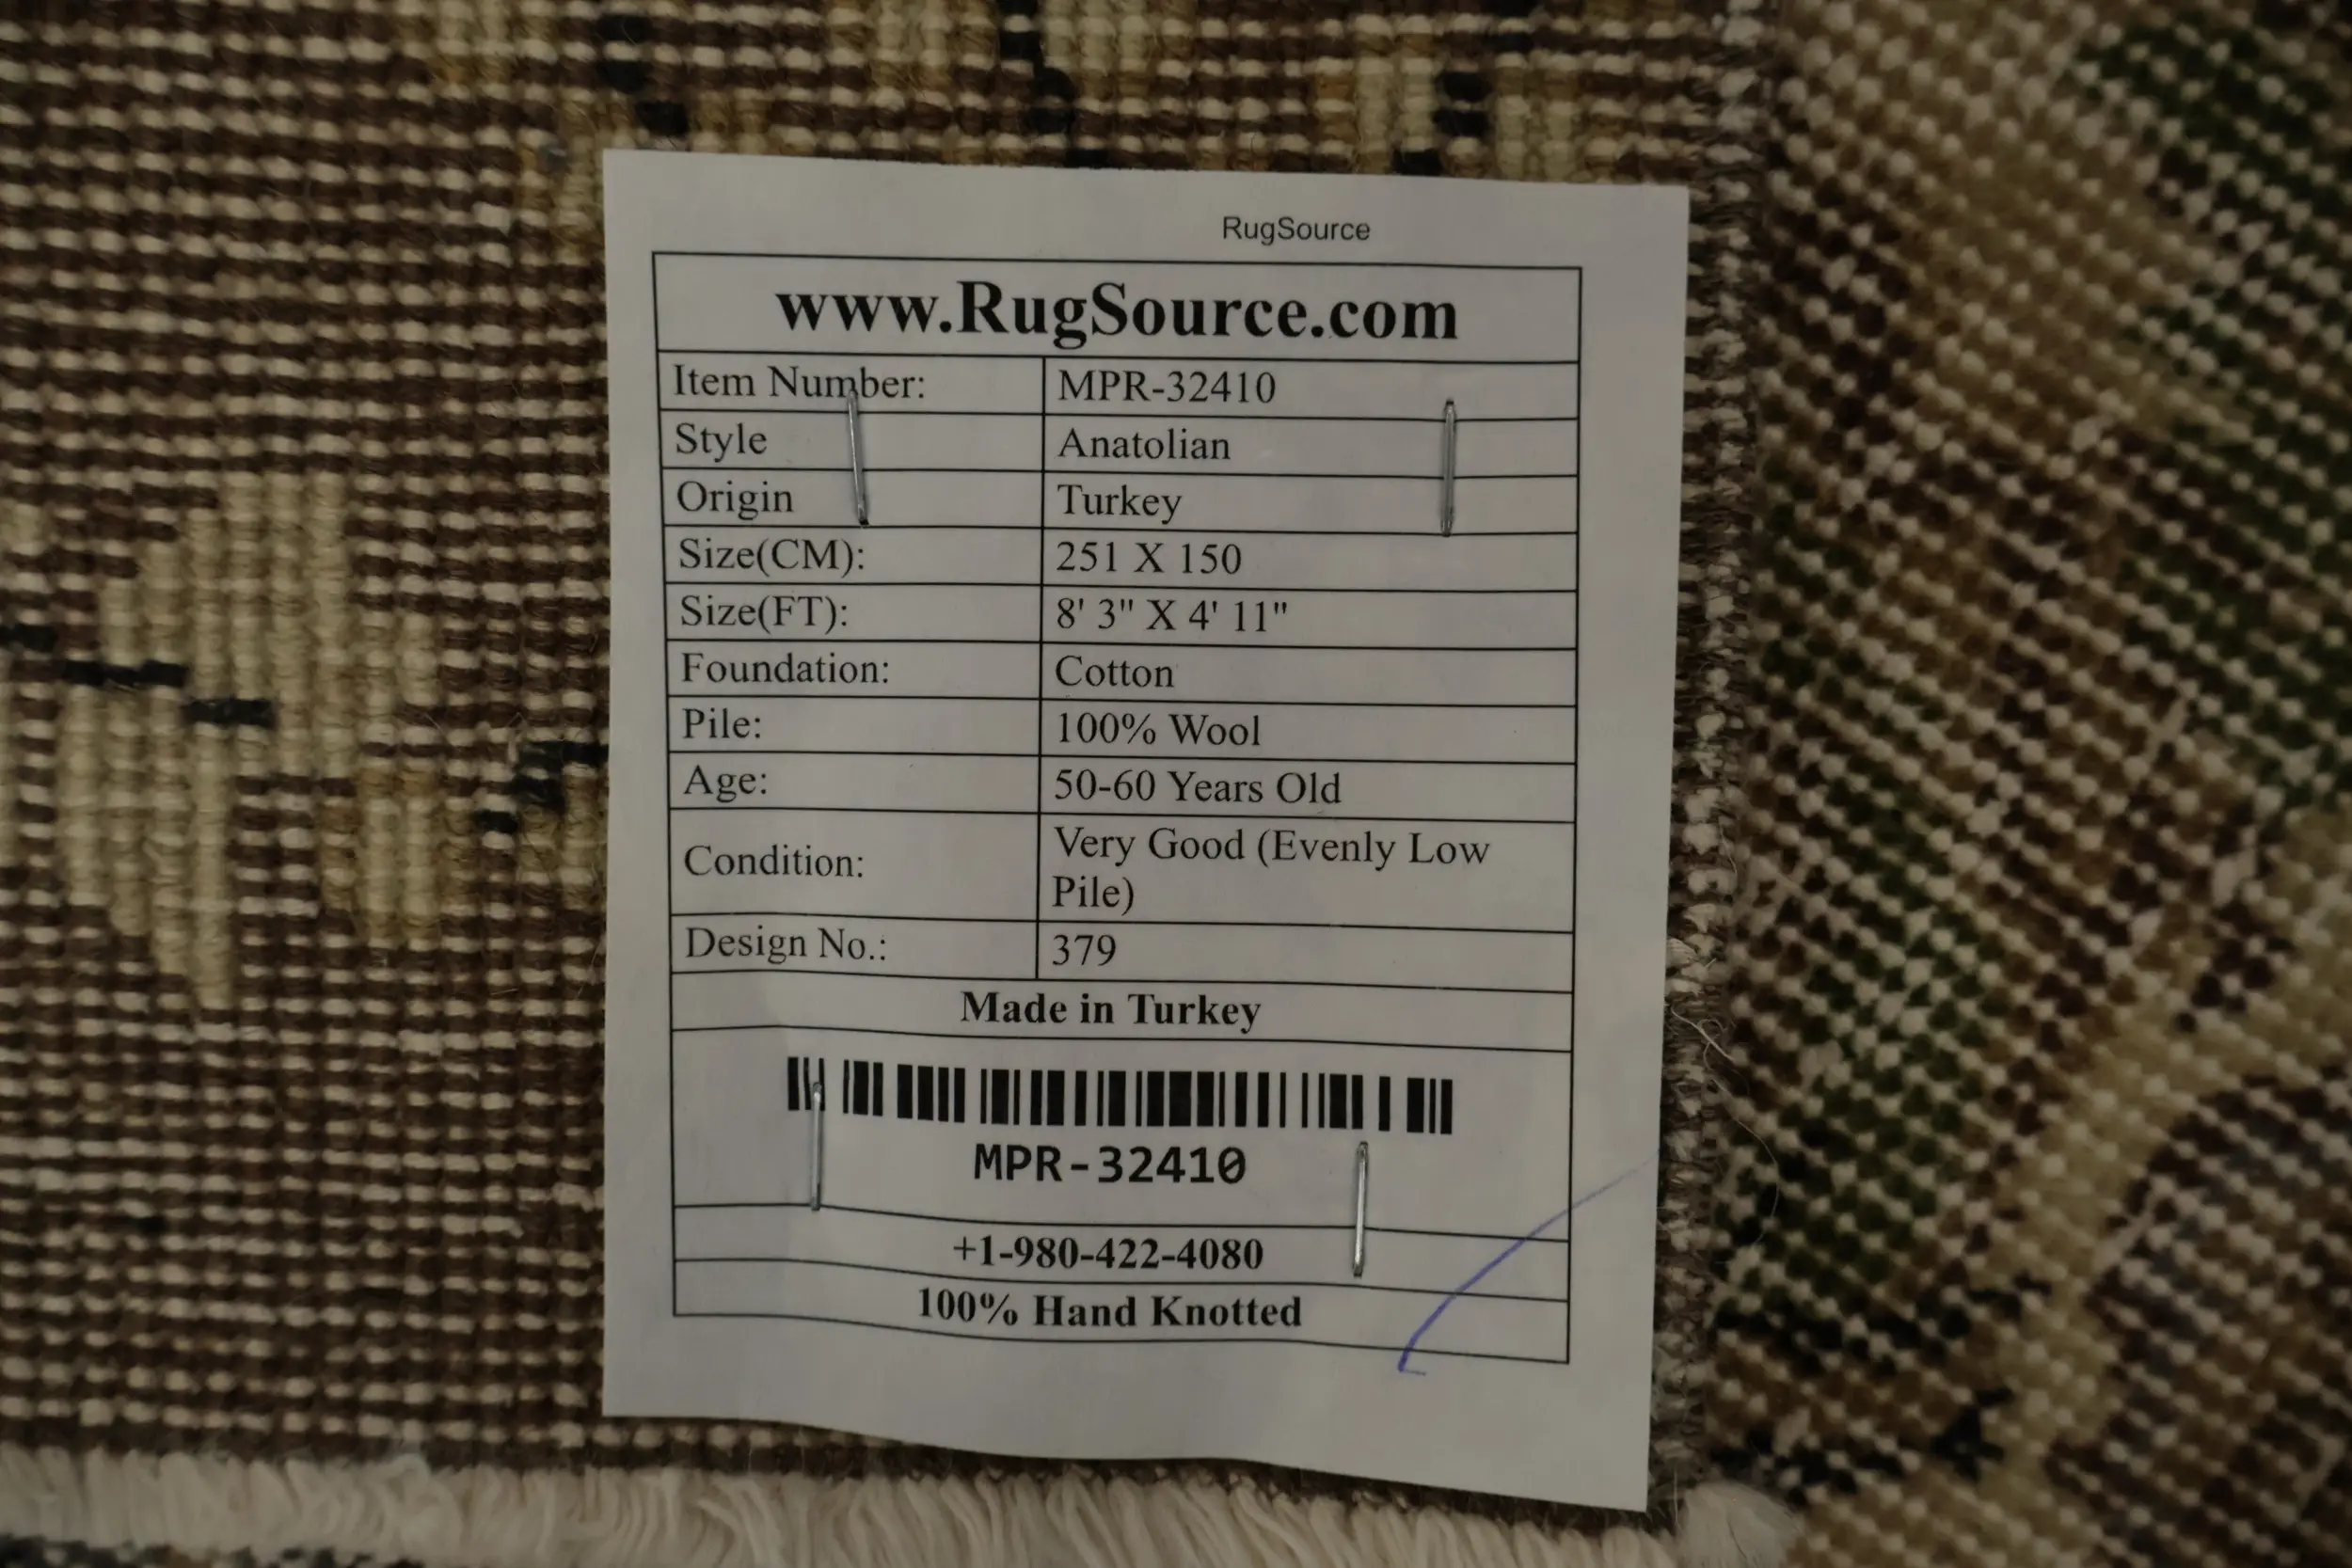 RugSource
www.RugSource.com
Item Number: MPR-32410
Style Anatolian
Origin Turkey
Size(CM): 251 X 150
Size(FT): 8' 3" X 4' 11"
Foundation: Cotton
Pile: 100% Wool
Age: 50-60 Years Old
Condition: Very Good (Evenly Low
Pile)
Design No.: 379
Made in Turkey
MPR-32410
+1-980-422-4080
100% Hand Knotted